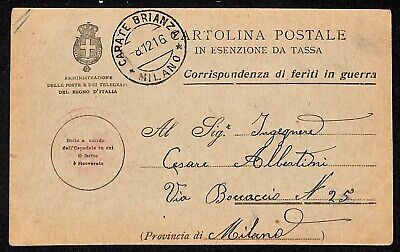 CARTOLINA POSTALE
IN ESENZIONE DA TASSA
CARATE BRIANZA
8.12.16
* MILANO *
Corrispondenza di feriti in guerra
AMMINISTRAZIONE
DELLE POSTE E DEI TELEGRAFI
DEL REGNO D'ITALIA
Bollo a secco
dell'Ospedale in cui
il ferito
è ricoverato
Al Sig.r Ingegnere
Cesare Albertini
Via Boccaccio N. 25
(Provincia di Milano)